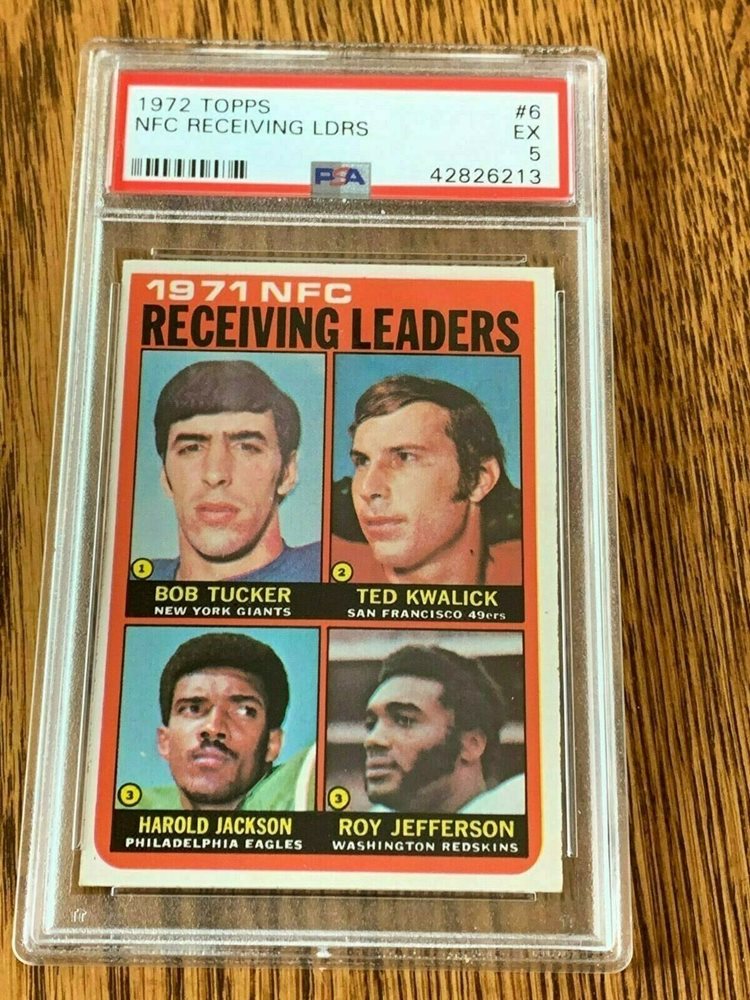 1972 TOPPS #6
NFC RECEIVING LDRS EX
5
PSA 42826213
1971 NFC
RECEIVING LEADERS
1 2
BOB TUCKER TED KWALICK
NEW YORK GIANTS SAN FRANCISCO 49ers
3 3
HAROLD JACKSON ROY JEFFERSON
PHILADELPHIA EAGLES WASHINGTON REDSKINS